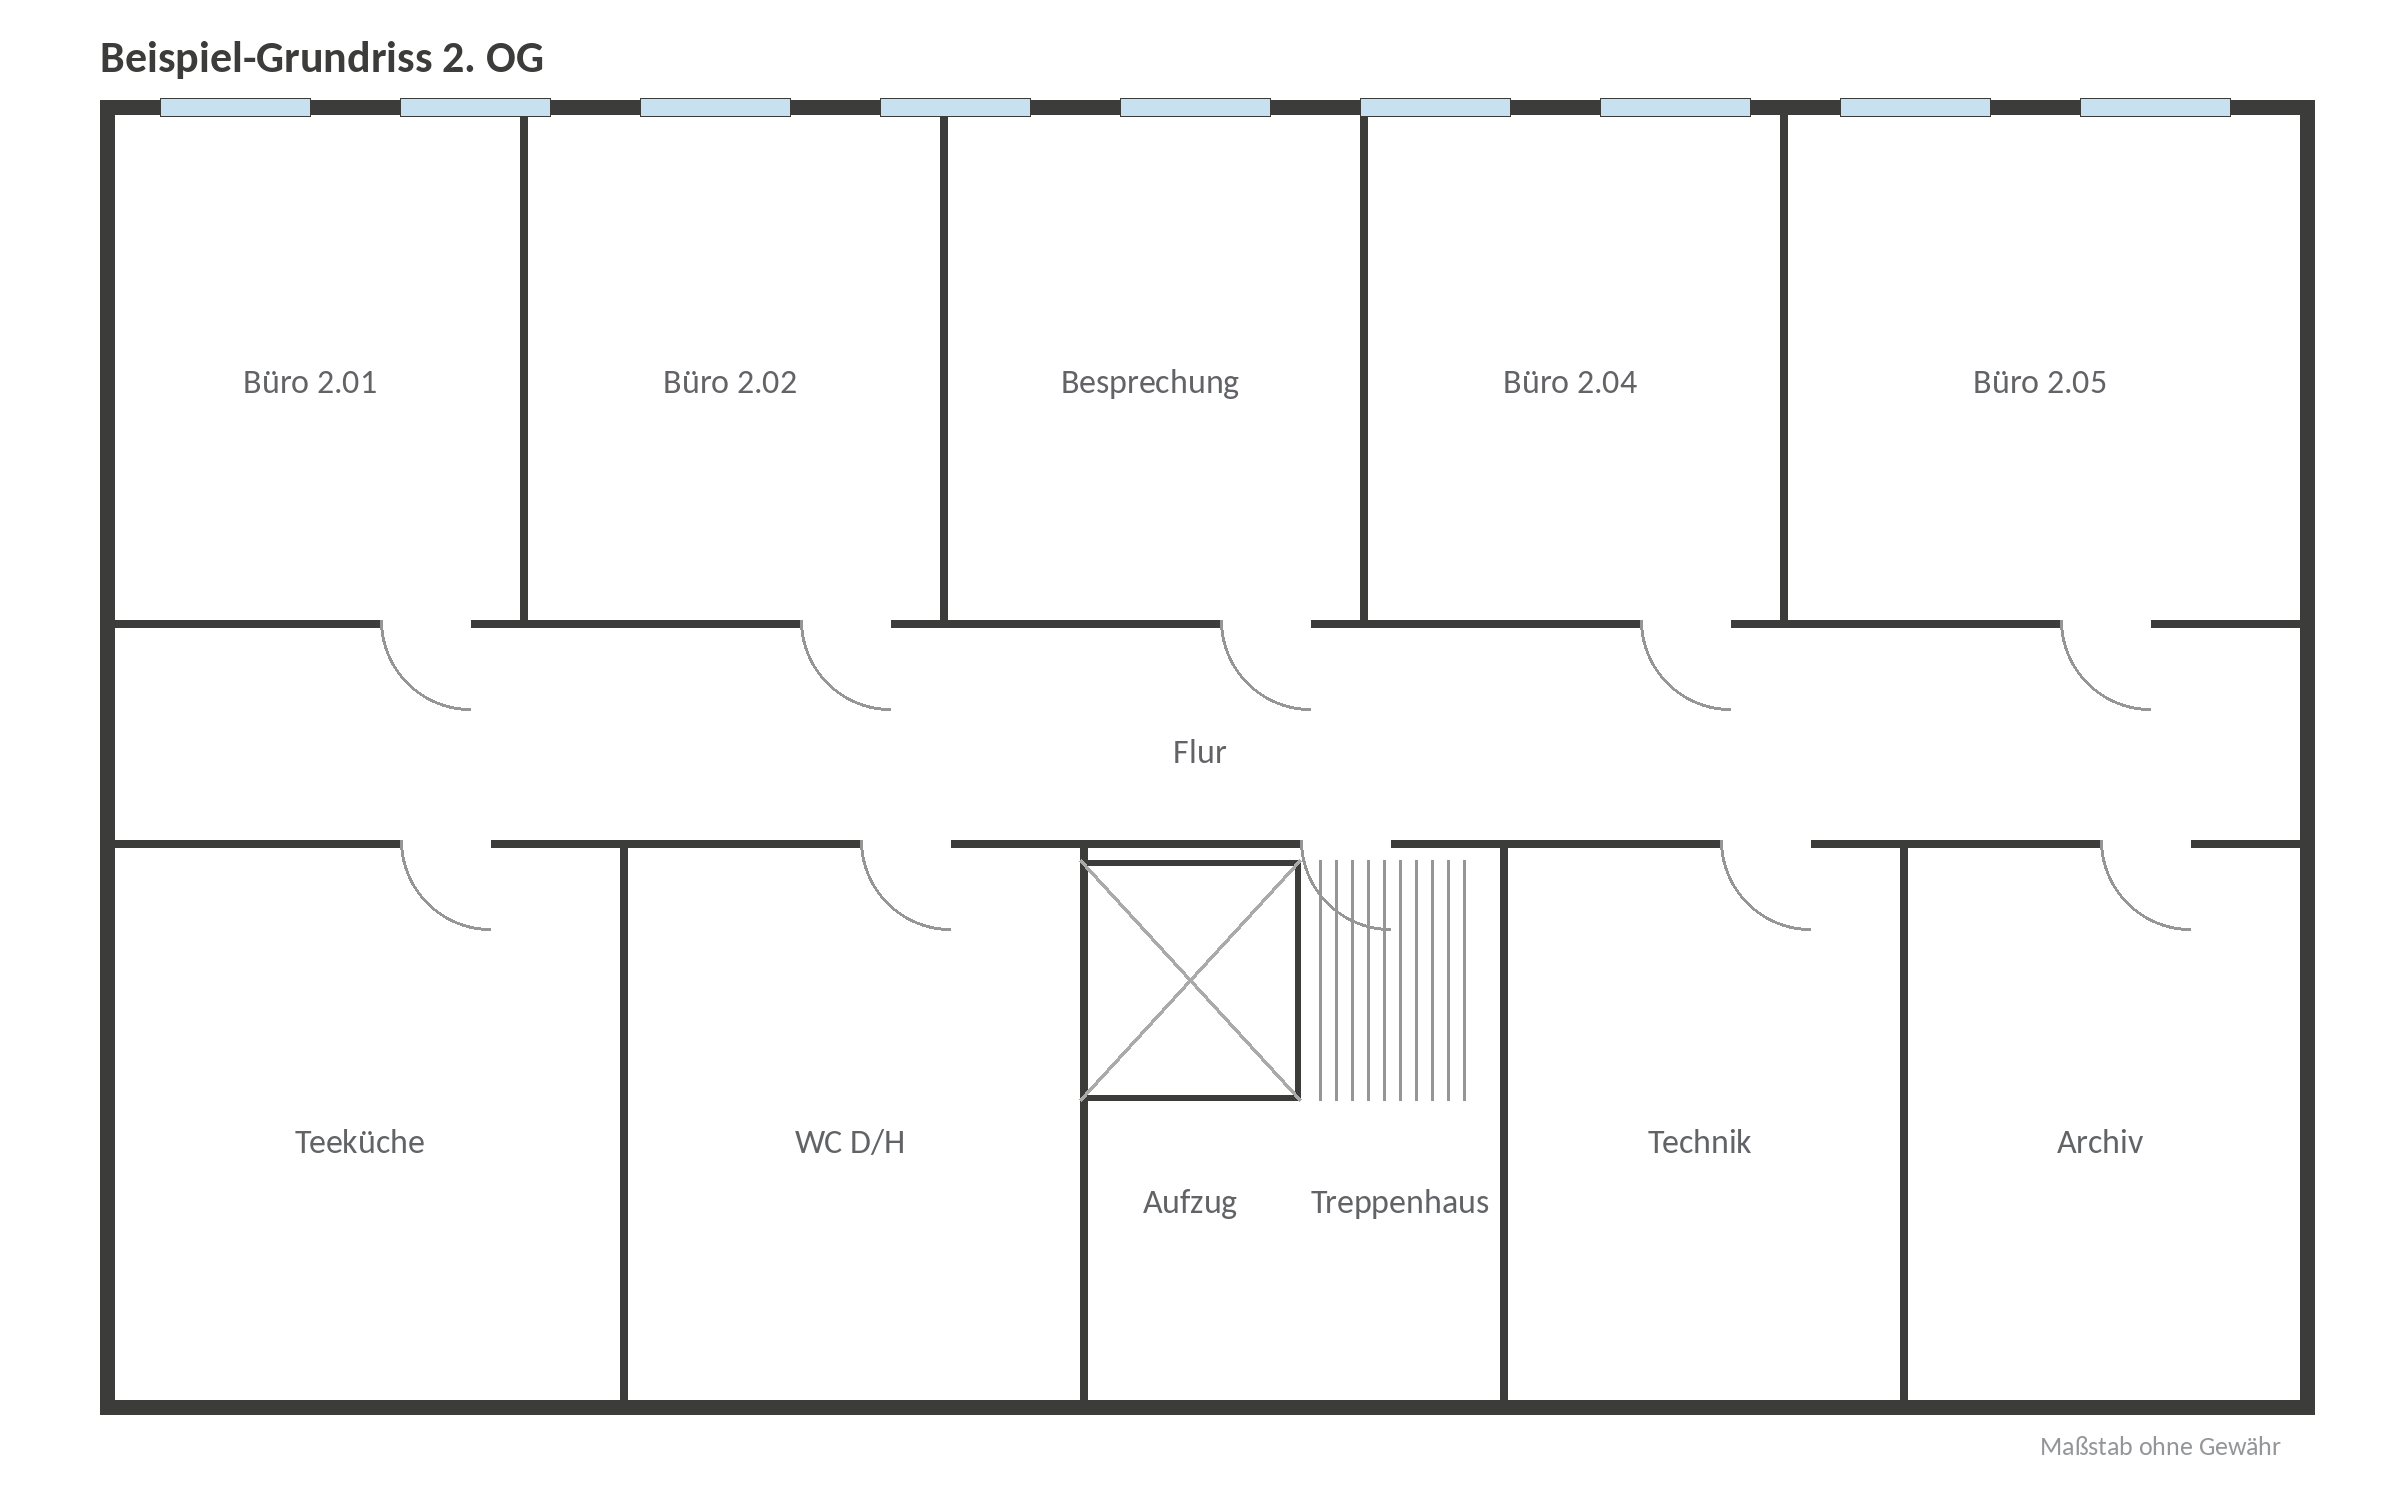 Beispiel-Grundriss 2. OG
Büro 2.01
Büro 2.02
Besprechung
Büro 2.04
Büro 2.05
Flur
Teeküche
WC D/H
Technik
Archiv
Aufzug
Treppenhaus
Maßstab ohne Gewähr